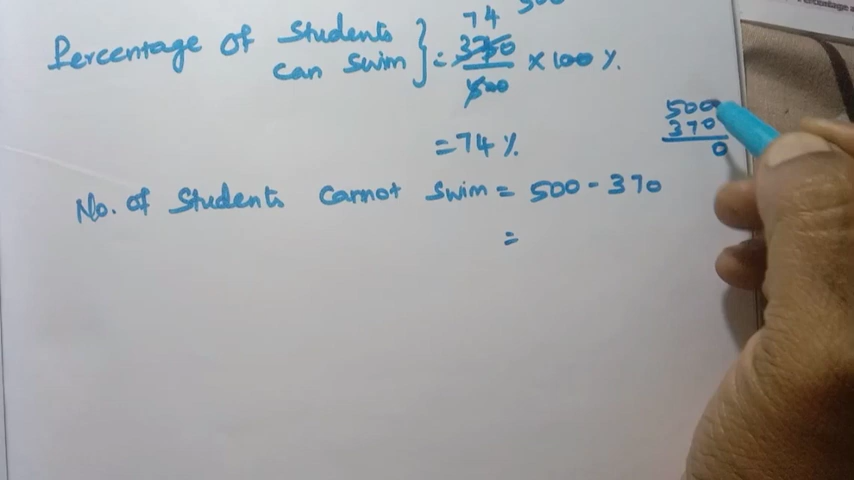 74
Percentage of Students can swim } = 370/500 × 100 %.
= 74 %
500
370
0
No. of Students cannot swim = 500 - 370
=